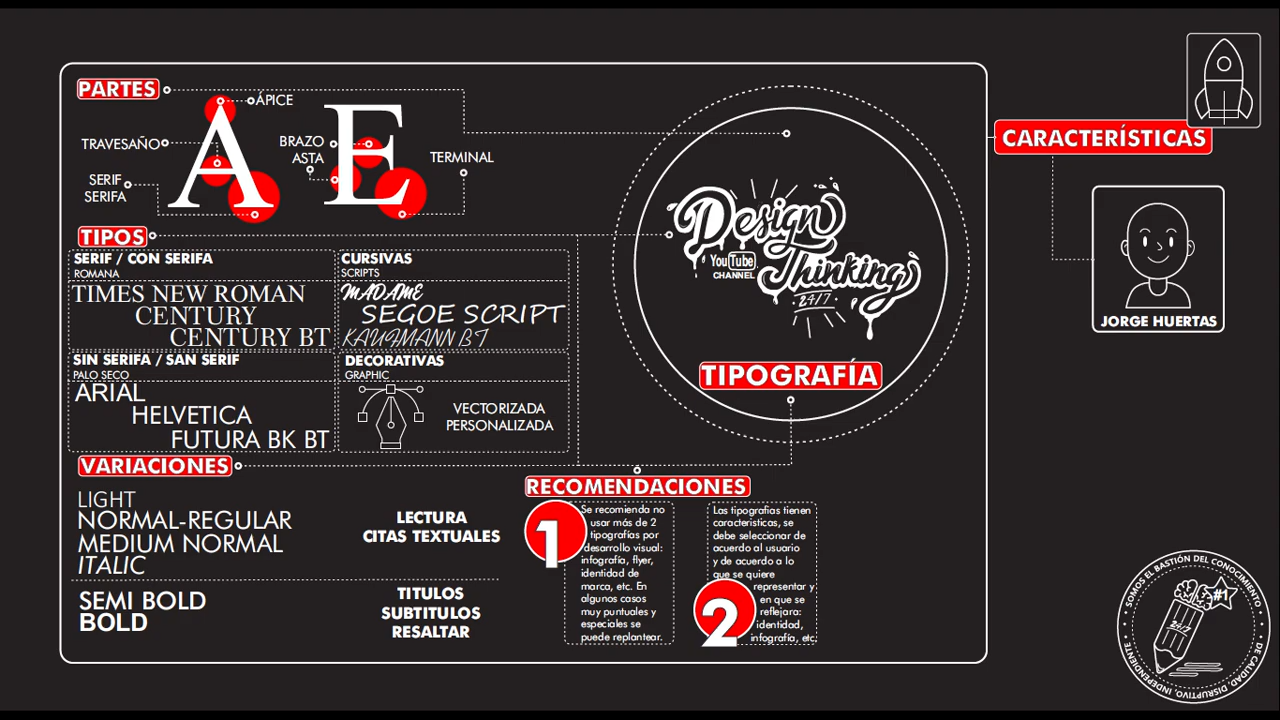 PARTES
ÁPICE
TRAVESAÑO
SERIF
SERIFA
A
BRAZO
ASTA
E
TERMINAL
TIPOS
SERIF / CON SERIFA
ROMANA
TIMES NEW ROMAN
CENTURY
CENTURY BT
CURSIVAS
SCRIPTS
MADAME
SEGOE SCRIPT
KAUFMANN BT
SIN SERIFA / SAN SERIF
PALO SECO
ARIAL
HELVETICA
FUTURA BK BT
DECORATIVAS
GRAPHIC
VECTORIZADA
PERSONALIZADA
VARIACIONES
LIGHT
NORMAL-REGULAR
MEDIUM NORMAL
ITALIC
LECTURA
CITAS TEXTUALES
SEMI BOLD
BOLD
TITULOS
SUBTITULOS
RESALTAR
Design
Thinking
YouTube
CHANNEL
24/7
TIPOGRAFÍA
RECOMENDACIONES
1
Se recomienda no
usar más de 2
tipografías por
desarrollo visual:
infografía, flyer,
identidad de
marca, etc. En
algunos casos
muy puntuales y
especiales se
puede replantear.
2
Las tipografias tienen
caracteristicas, se
debe seleccionar de
acuerdo al usuario
y de acuerdo a lo
que se quiere
representar y
en que se
reflejara:
identidad,
infografía, etc.
CARACTERÍSTICAS
JORGE HUERTAS
SOMOS EL BASTIÓN DEL CONOCIMIENTO
DE CALIDAD, DISRUPTIVO, INDEPENDIENTE
#1
24/7